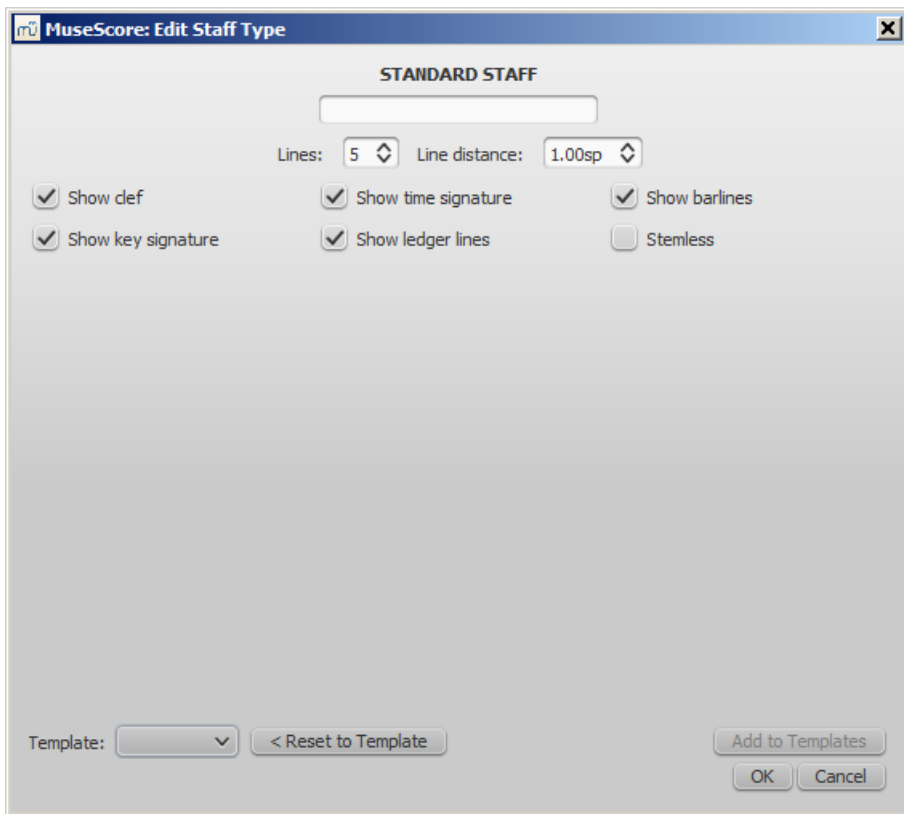 MuseScore: Edit Staff Type
STANDARD STAFF
Lines: 5 Line distance: 1.00sp
Show clef Show time signature Show barlines
Show key signature Show ledger lines Stemless
Template: < Reset to Template Add to Templates
OK Cancel